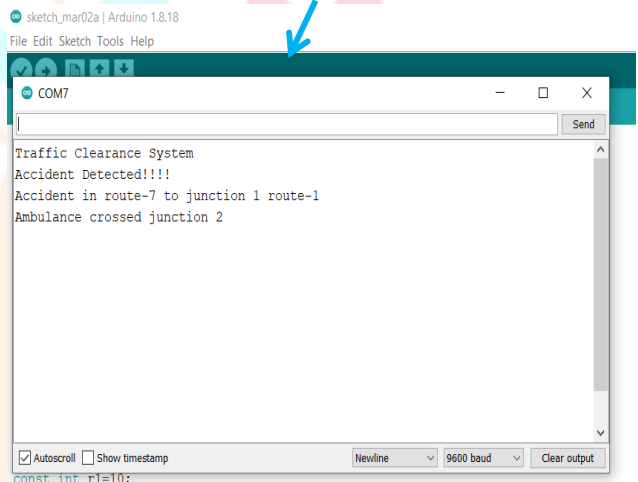 sketch_mar02a | Arduino 1.8.18
File Edit Sketch Tools Help
COM7
Send
Traffic Clearance System
Accident Detected!!!!
Accident in route-7 to junction 1 route-1
Ambulance crossed junction 2
Autoscroll Show timestamp Newline 9600 baud Clear output
const int r1=10;